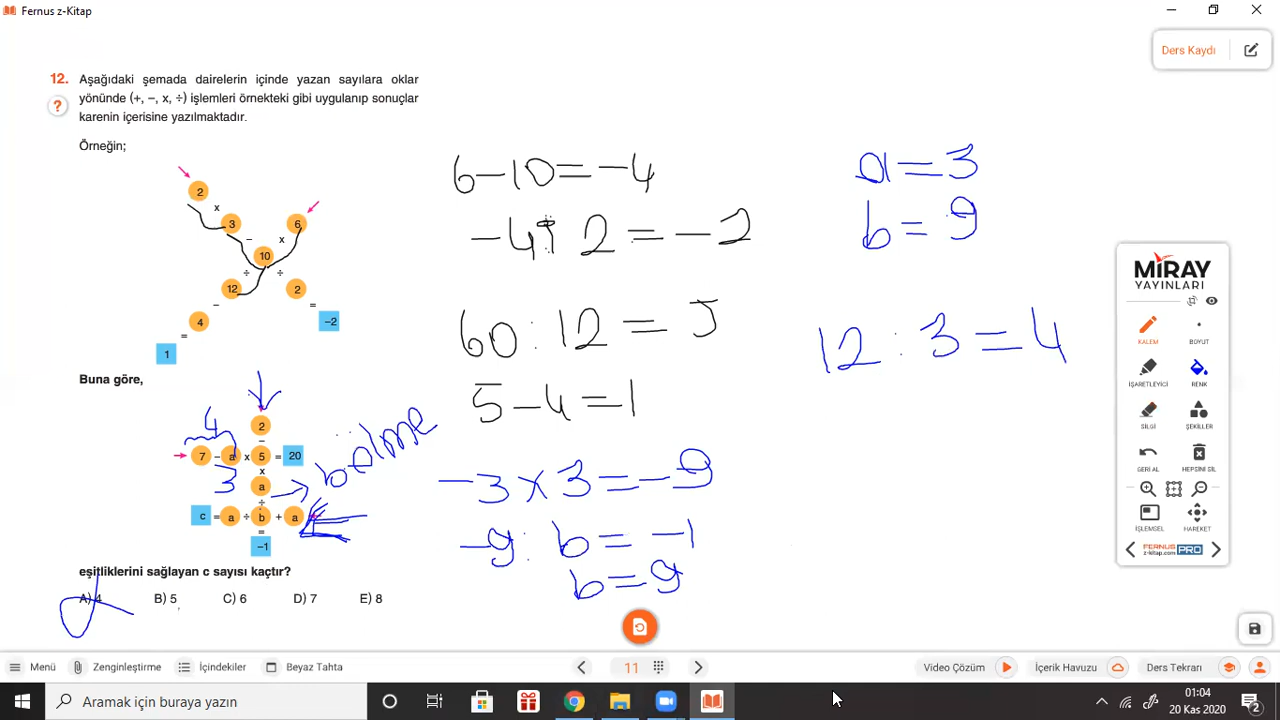 Fernus z-Kitap
Ders Kaydı
12. Aşağıdaki şemada dairelerin içinde yazan sayılara oklar
yönünde (+, −, x, ÷) işlemleri örnekteki gibi uygulanıp sonuçlar
karenin içerisine yazılmaktadır.
?
Örneğin;
2
x
3 6
− x
10
÷ ÷
12 2
− =
4 −2
=
1
Buna göre,
2
−
7 − a x 5 = 20
x
a
÷
c = a ÷ b + a
=
−1
4
3
bölme
eşitliklerini sağlayan c sayısı kaçtır?
A) 4 B) 5 C) 6 D) 7 E) 8
6−10=−4
−4÷2=−2
60:12=5
5−4=1
−3×3=−9
−9:b=−1
b=9
a=3
b=9
12:3=4
MİRAY
YAYINLARI
KALEM BOYUT
İŞARETLEYİCİ RENK
SİLGİ ŞEKİLLER
GERİ AL HEPSİNİ SİL
İŞLEMSEL HAREKET
FERNUS
z-kitap.com PRO
Menü Zenginleştirme İçindekiler Beyaz Tahta 11 Video Çözüm İçerik Havuzu Ders Tekrarı
Aramak için buraya yazın
01:04
20 Kas 2020
2